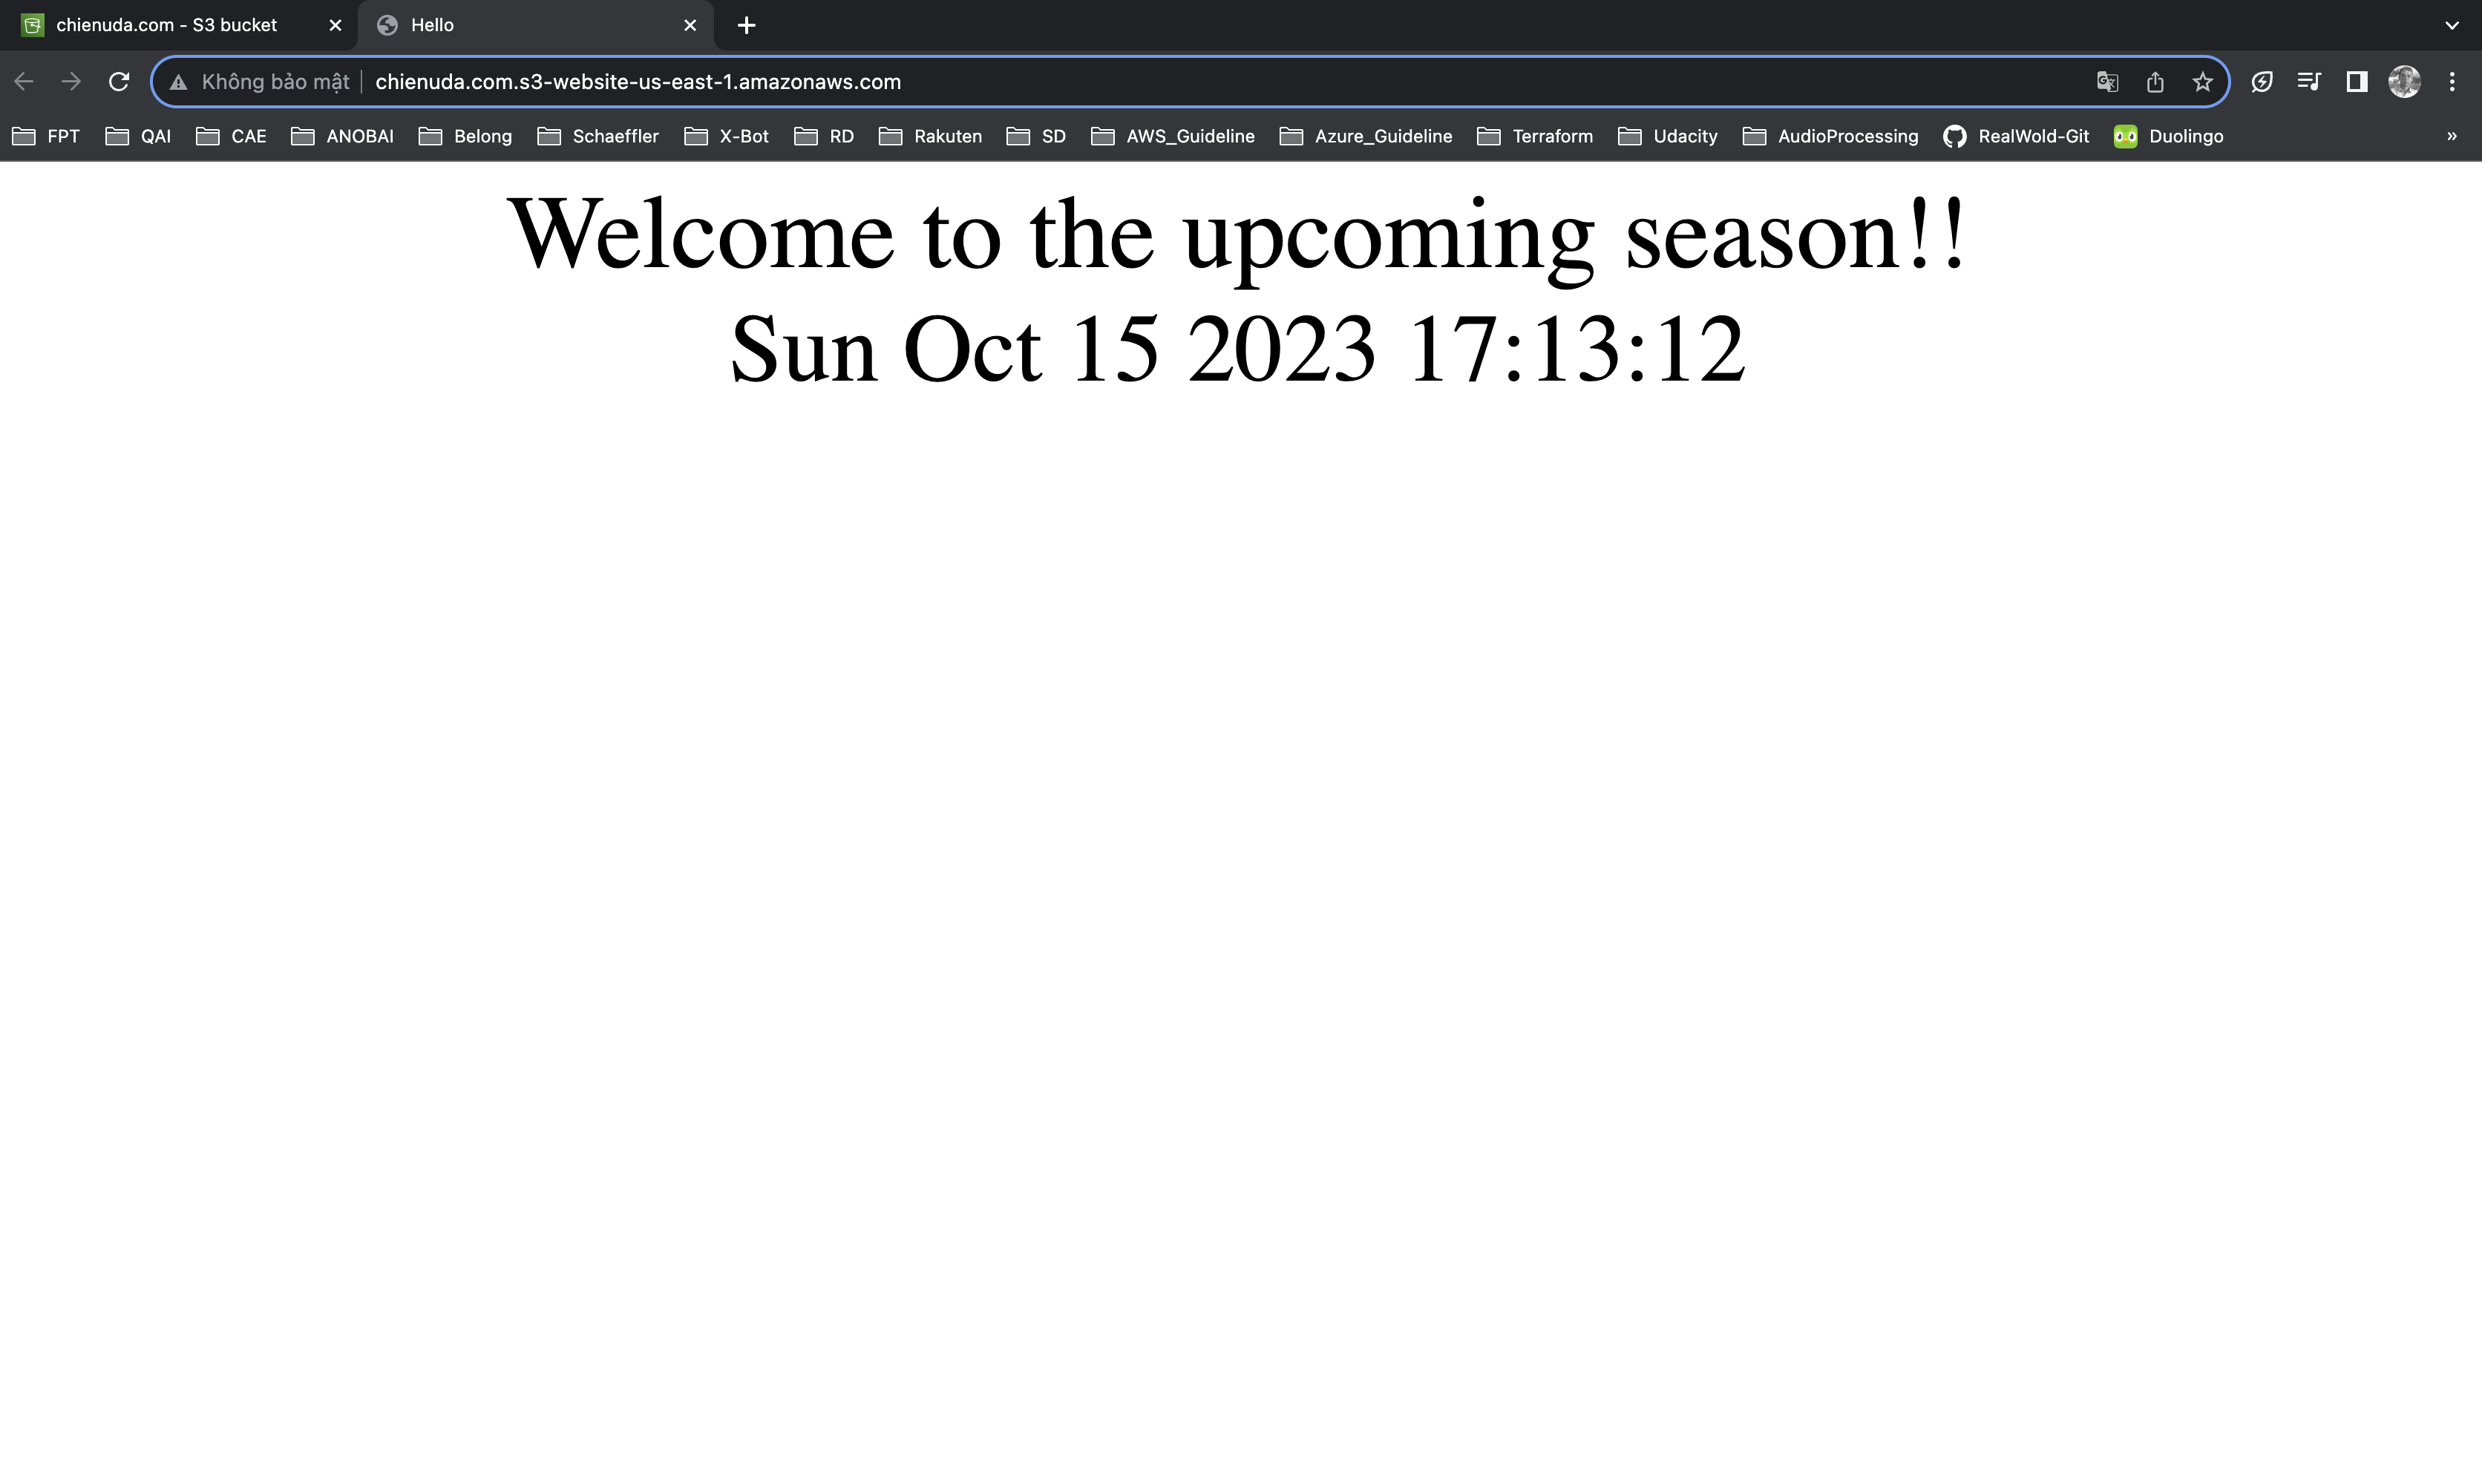 chienuda.com - S3 bucket
Hello
Không bảo mật
chienuda.com.s3-website-us-east-1.amazonaws.com
FPT
QAI
CAE
ANOBAI
Belong
Schaeffler
X-Bot
RD
Rakuten
SD
AWS_Guideline
Azure_Guideline
Terraform
Udacity
AudioProcessing
RealWold-Git
Duolingo
»
Welcome to the upcoming season!!
Sun Oct 15 2023 17:13:12